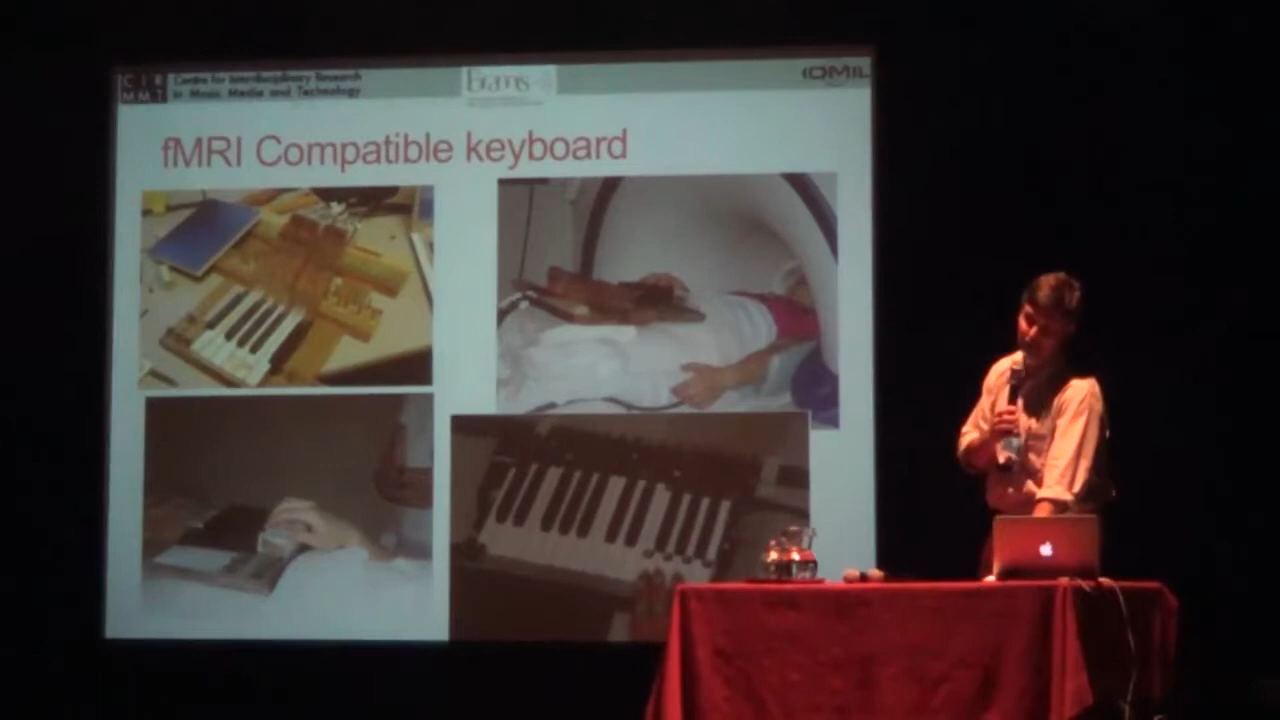 CIR
MMT
Centre for Interdisciplinary Research
in Music Media and Technology
brams
IDMIL
fMRI Compatible keyboard